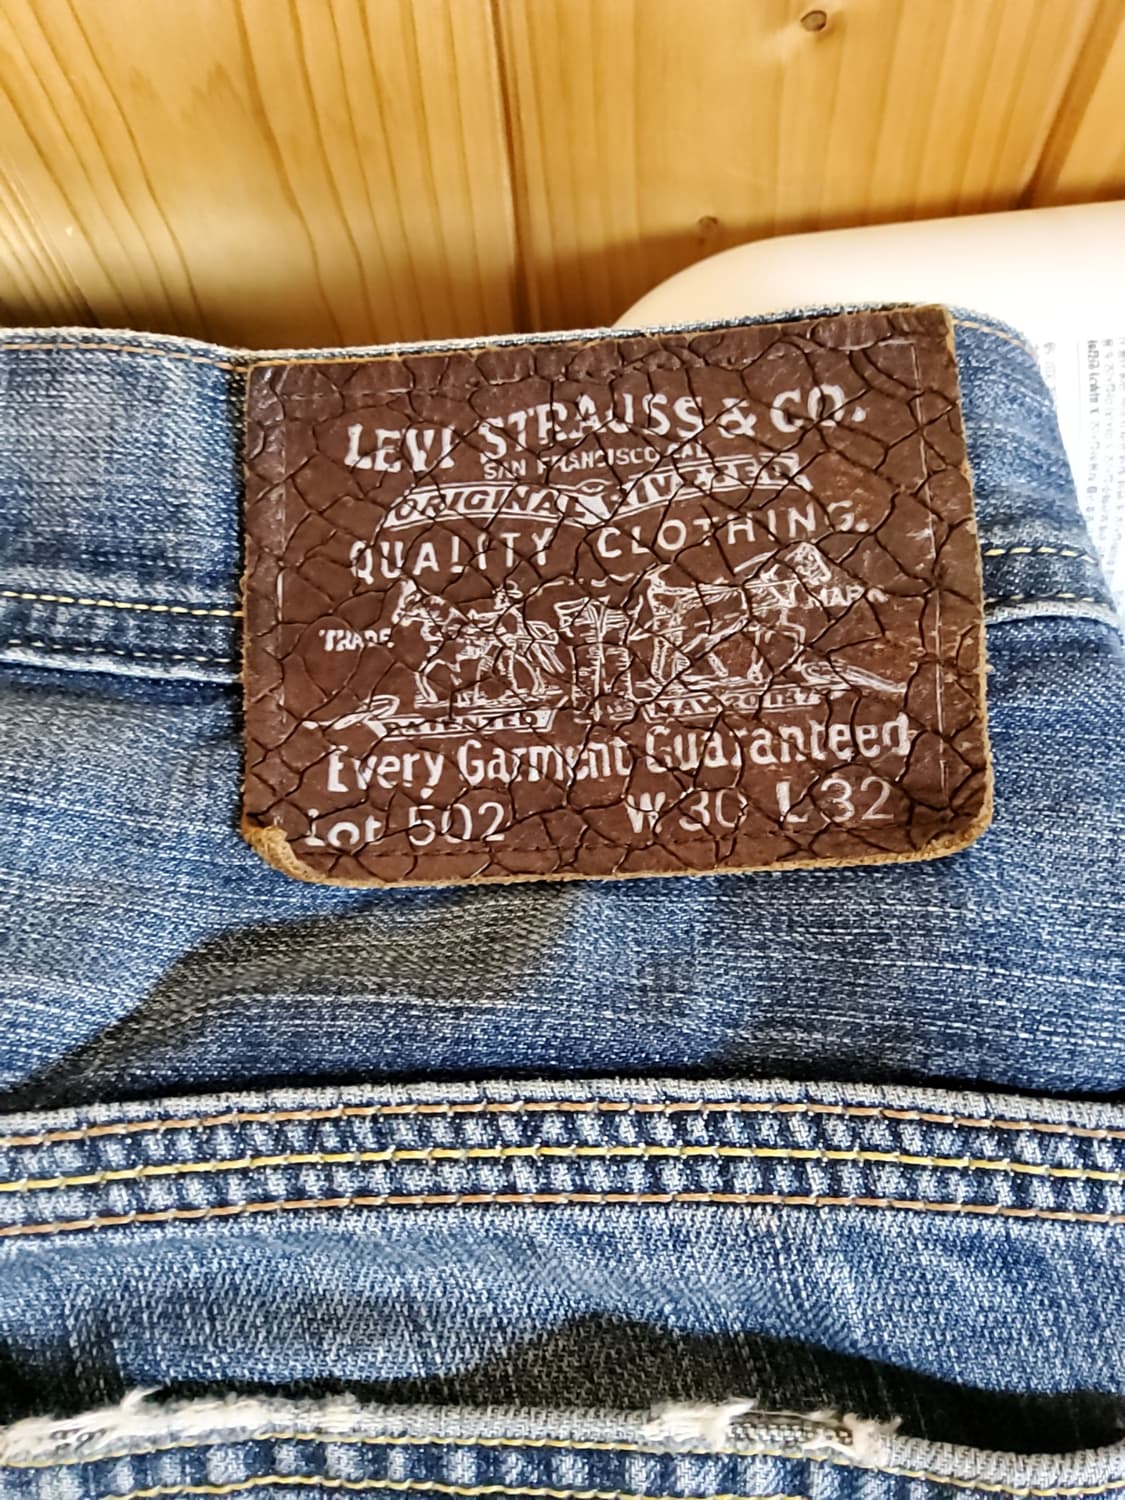 LEVI STRAUSS & CO.
SAN FRANCISCO CAL
ORIGINAL RIVETED
QUALITY CLOTHING.
TRADE MARK
PATENTED MAY 20 1873
Every Garment Guaranteed
Lot 502 W 30 L 32